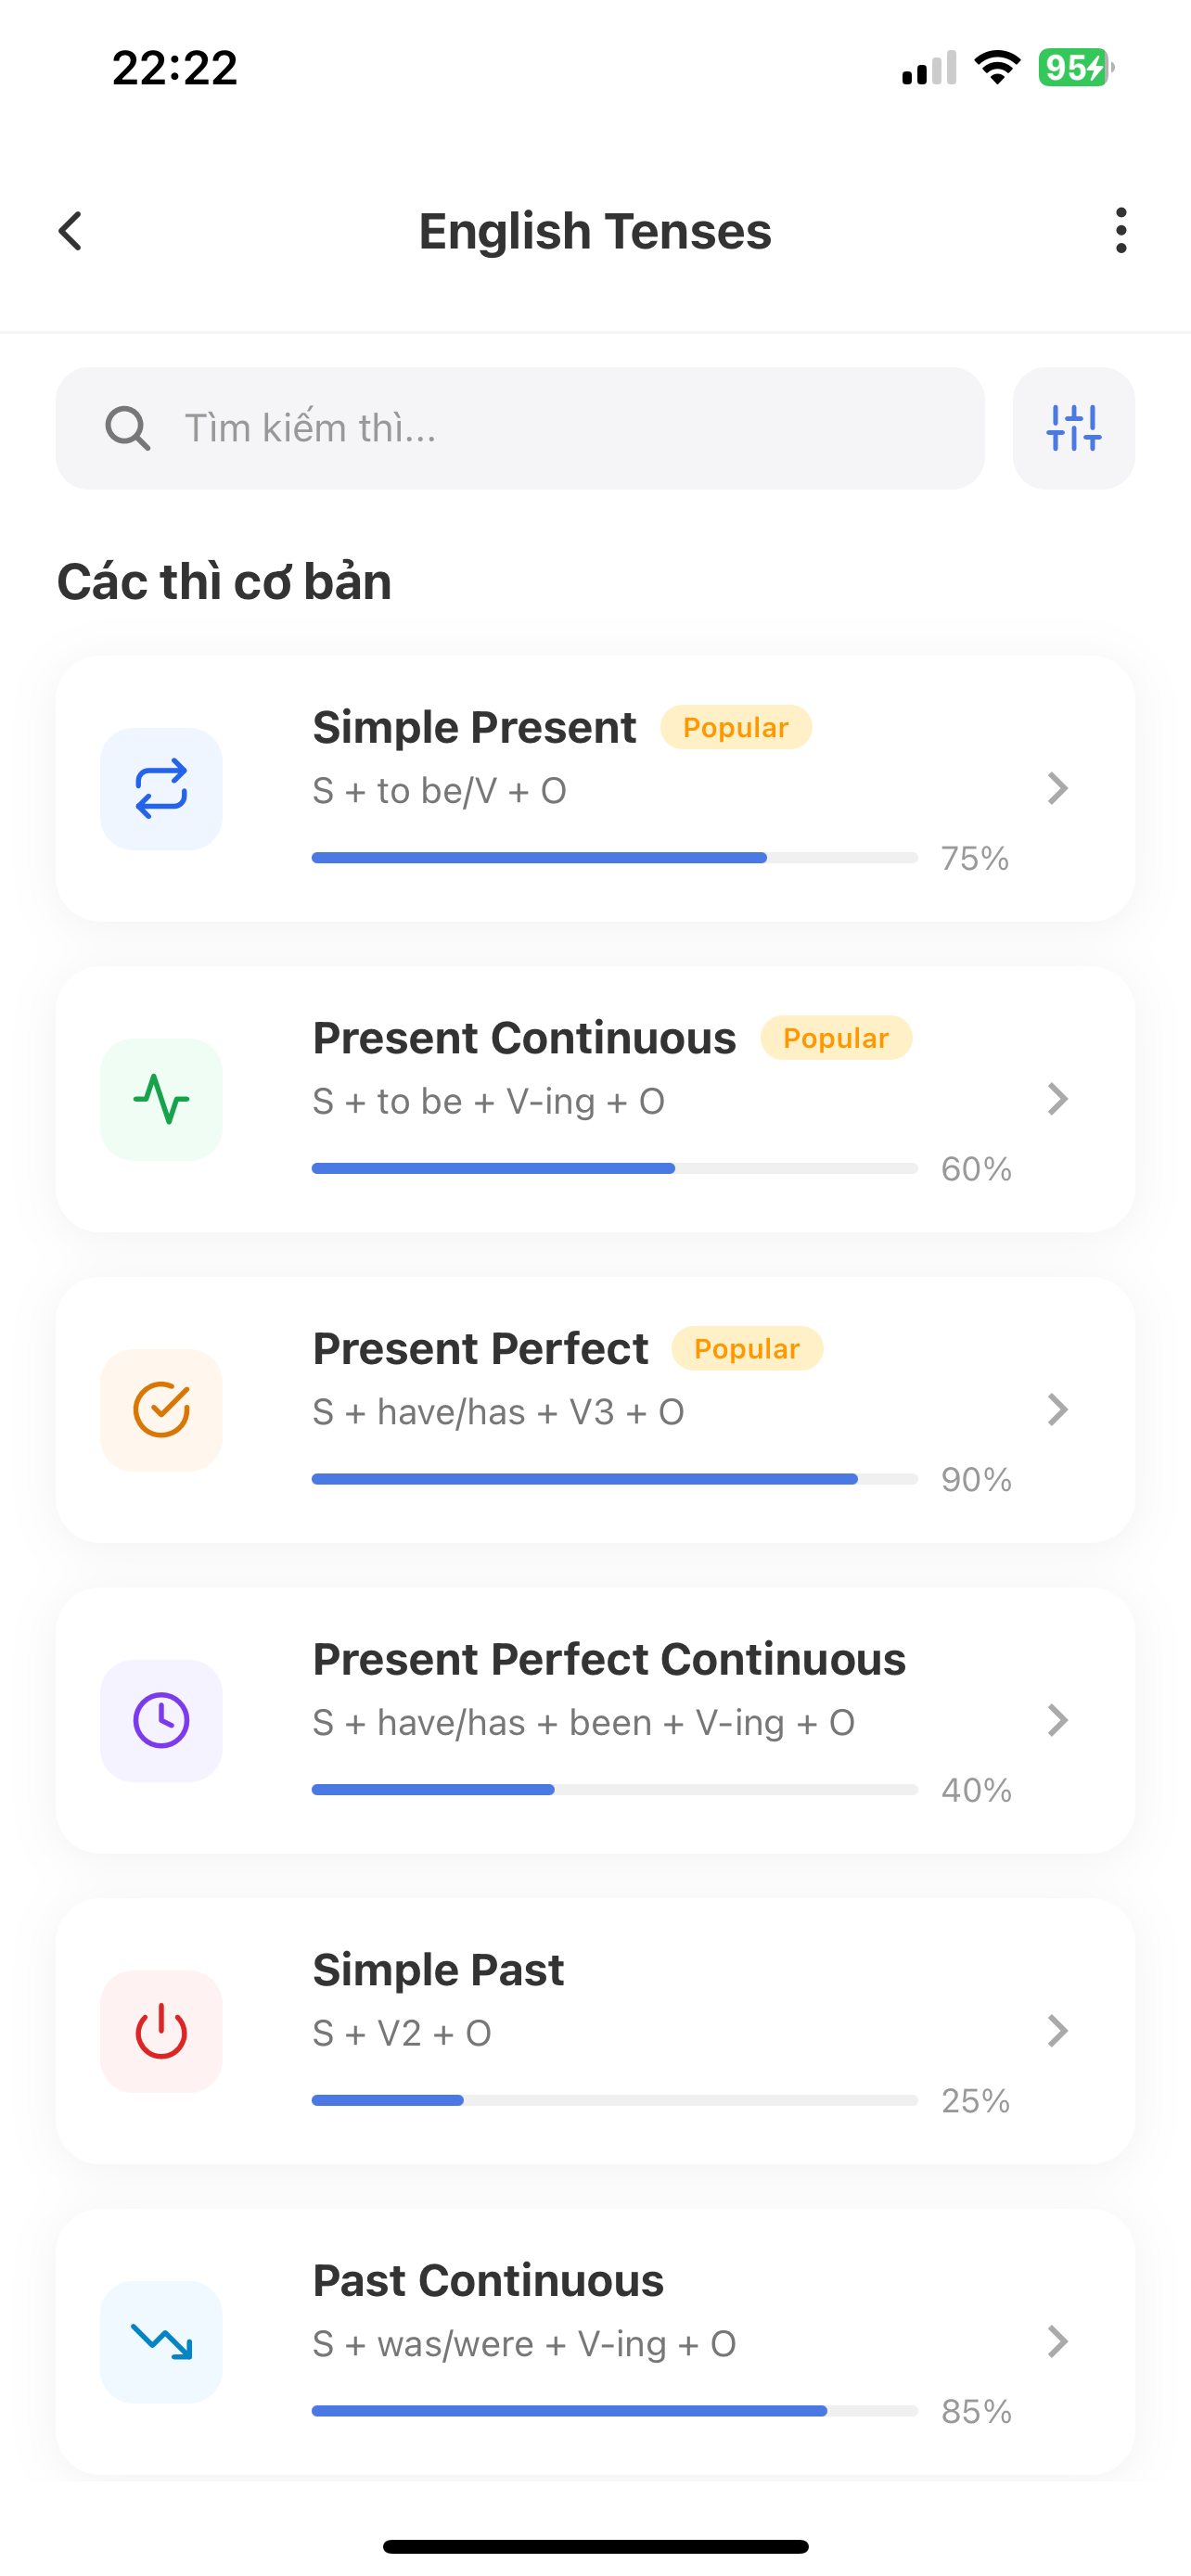 22:22
95
English Tenses
Tìm kiếm thì...
Các thì cơ bản
Simple Present Popular
S + to be/V + O
75%
Present Continuous Popular
S + to be + V-ing + O
60%
Present Perfect Popular
S + have/has + V3 + O
90%
Present Perfect Continuous
S + have/has + been + V-ing + O
40%
Simple Past
S + V2 + O
25%
Past Continuous
S + was/were + V-ing + O
85%